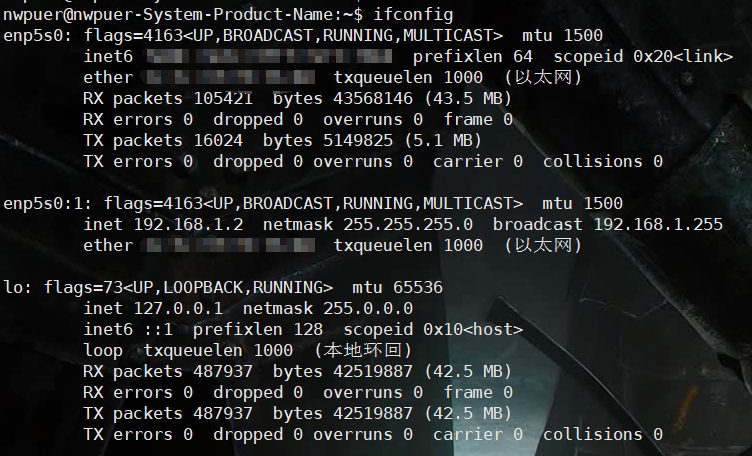 nwpuer@nwpuer-System-Product-Name:~$ ifconfig
enp5s0: flags=4163<UP,BROADCAST,RUNNING,MULTICAST>  mtu 1500
inet6 prefixlen 64  scopeid 0x20<link>
ether txqueuelen 1000  (以太网)
RX packets 105421  bytes 43568146 (43.5 MB)
RX errors 0  dropped 0  overruns 0  frame 0
TX packets 16024  bytes 5149825 (5.1 MB)
TX errors 0  dropped 0 overruns 0  carrier 0  collisions 0
enp5s0:1: flags=4163<UP,BROADCAST,RUNNING,MULTICAST>  mtu 1500
inet 192.168.1.2  netmask 255.255.255.0  broadcast 192.168.1.255
ether txqueuelen 1000  (以太网)
lo: flags=73<UP,LOOPBACK,RUNNING>  mtu 65536
inet 127.0.0.1  netmask 255.0.0.0
inet6 ::1  prefixlen 128  scopeid 0x10<host>
loop  txqueuelen 1000  (本地环回)
RX packets 487937  bytes 42519887 (42.5 MB)
RX errors 0  dropped 0  overruns 0  frame 0
TX packets 487937  bytes 42519887 (42.5 MB)
TX errors 0  dropped 0 overruns 0  carrier 0  collisions 0